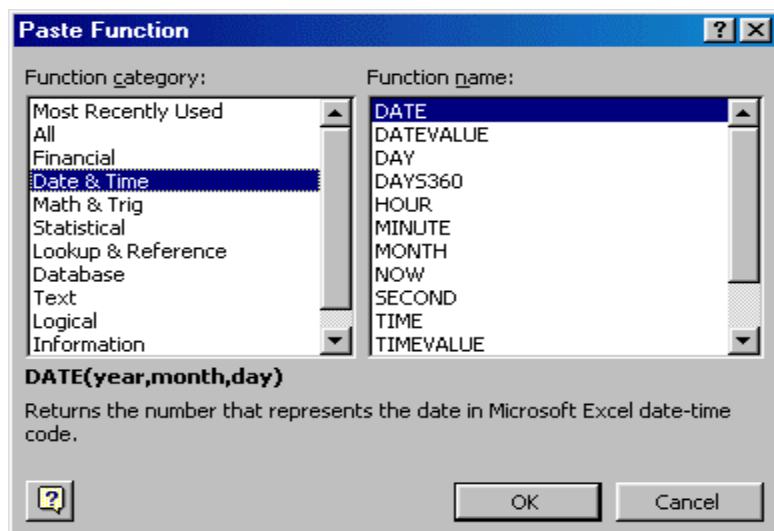 Paste Function
Function category:
Most Recently Used
All
Financial
Date & Time
Math & Trig
Statistical
Lookup & Reference
Database
Text
Logical
Information
Function name:
DATE
DATEVALUE
DAY
DAYS360
HOUR
MINUTE
MONTH
NOW
SECOND
TIME
TIMEVALUE
DATE(year,month,day)
Returns the number that represents the date in Microsoft Excel date-time
code.
OK
Cancel